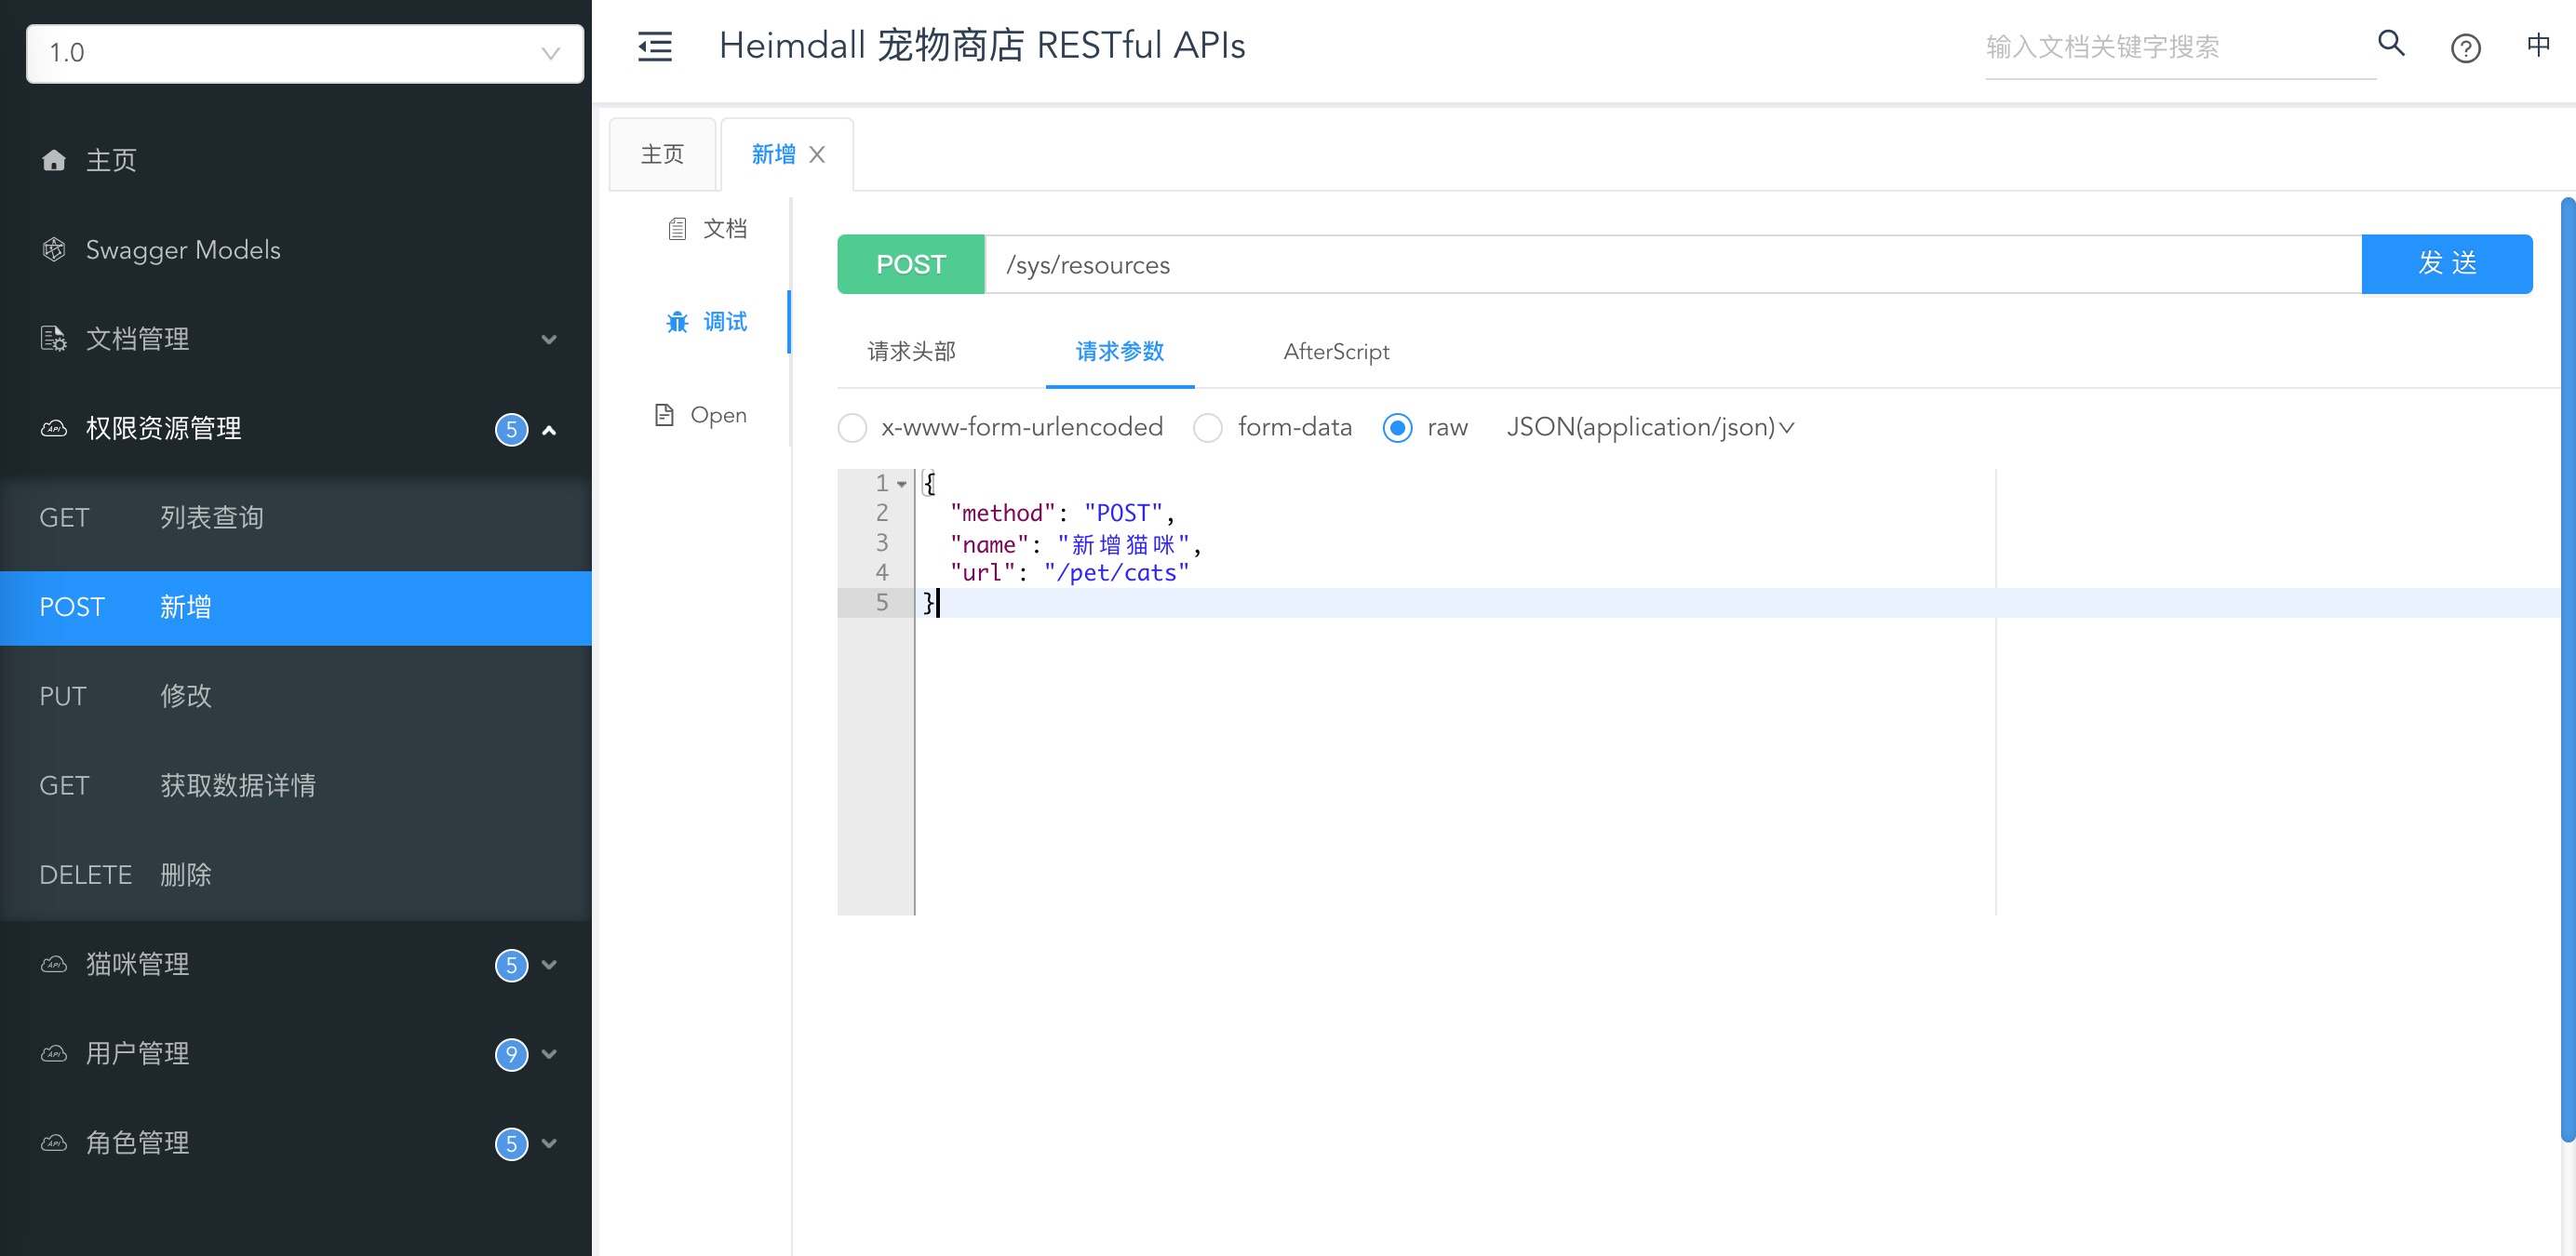 1.0
主页
Swagger Models
文档管理
权限资源管理 5
GET 列表查询
POST 新增
PUT 修改
GET 获取数据详情
DELETE 删除
猫咪管理 5
用户管理 9
角色管理 5
Heimdall 宠物商店 RESTful APIs
输入文档关键字搜索
中
主页
新增
文档
调试
Open
POST /sys/resources 发 送
请求头部 请求参数 AfterScript
x-www-form-urlencoded form-data raw JSON(application/json)
1 {
2 "method": "POST",
3 "name": "新增猫咪",
4 "url": "/pet/cats"
5 }